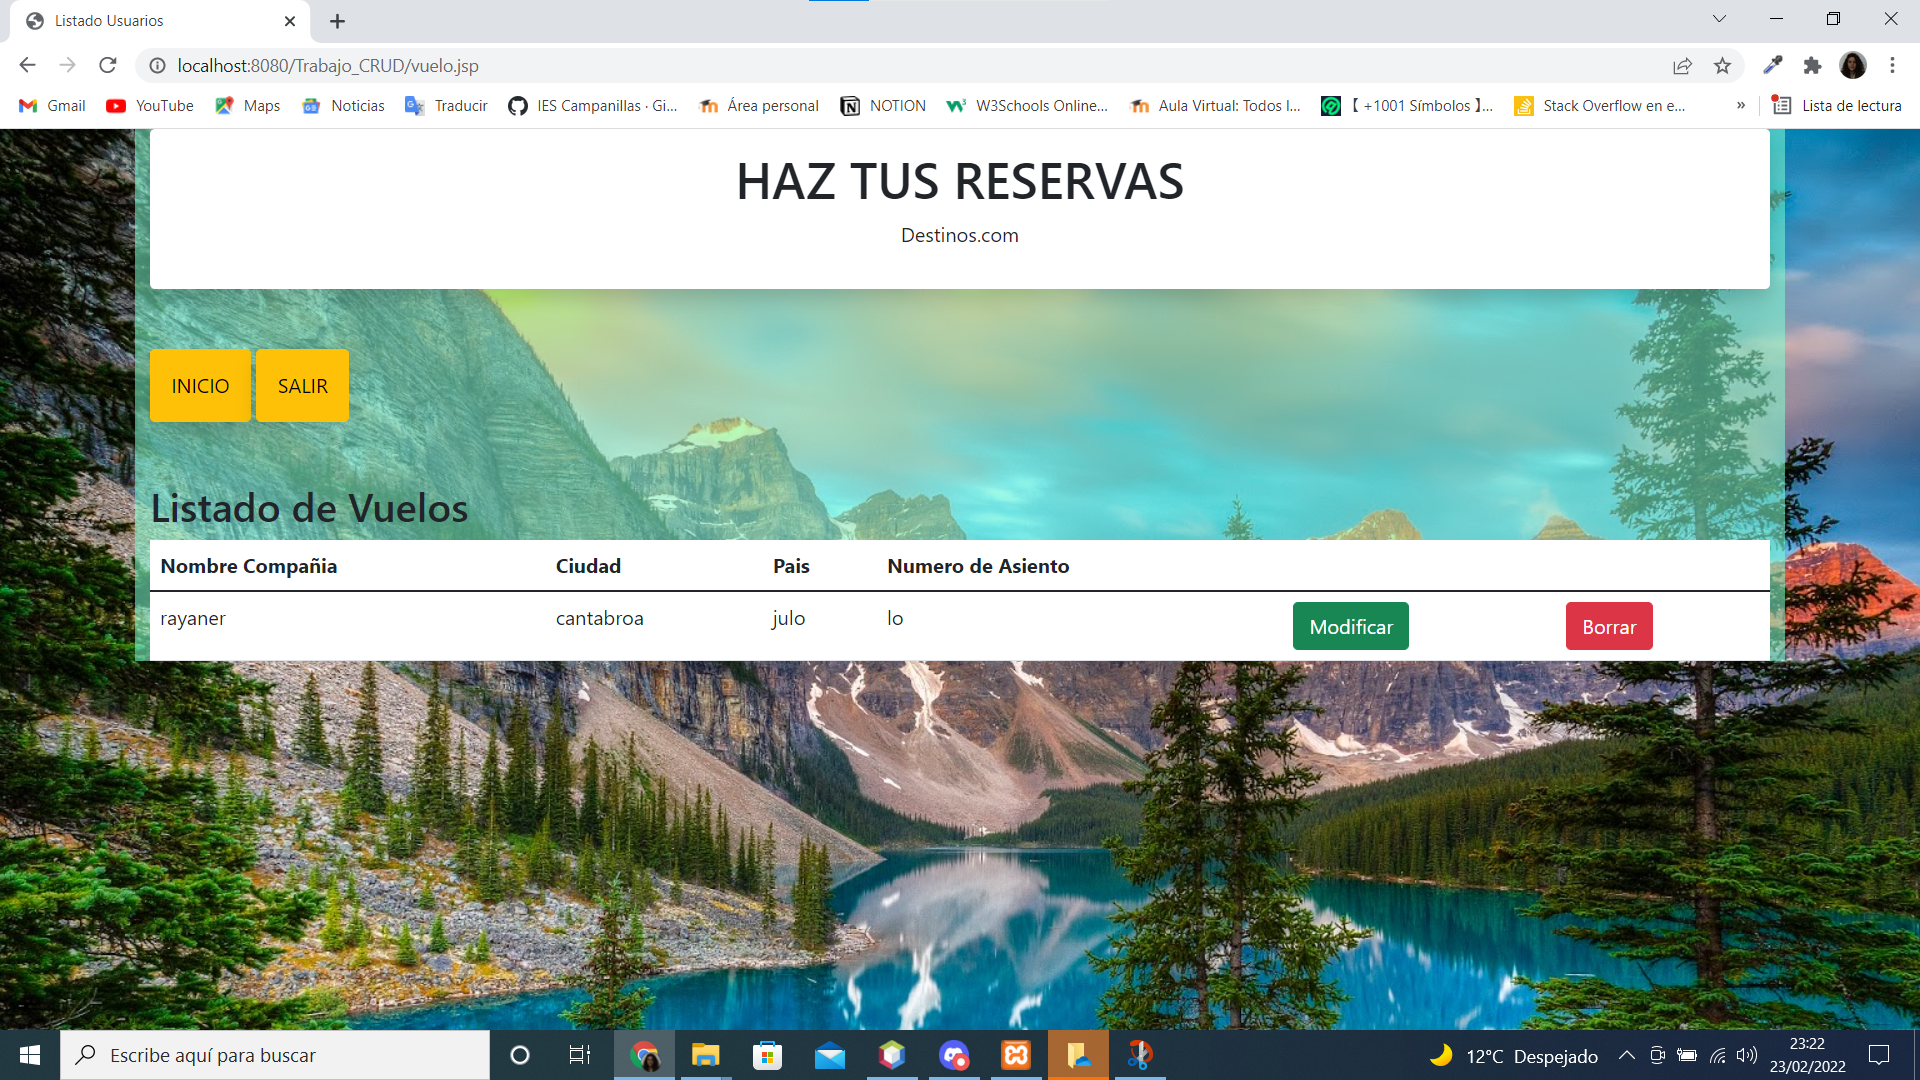 Listado Usuarios
localhost:8080/Trabajo_CRUD/vuelo.jsp
Gmail YouTube Maps Noticias Traducir IES Campanillas · Gi... Área personal NOTION W3Schools Online... Aula Virtual: Todos l... 【 +1001 Símbolos 】... Stack Overflow en e... » Lista de lectura
HAZ TUS RESERVAS
Destinos.com
INICIO SALIR
Listado de Vuelos
Nombre Compañia Ciudad Pais Numero de Asiento
rayaner cantabroa julo lo Modificar Borrar
Escribe aquí para buscar
12°C Despejado
23:22
23/02/2022